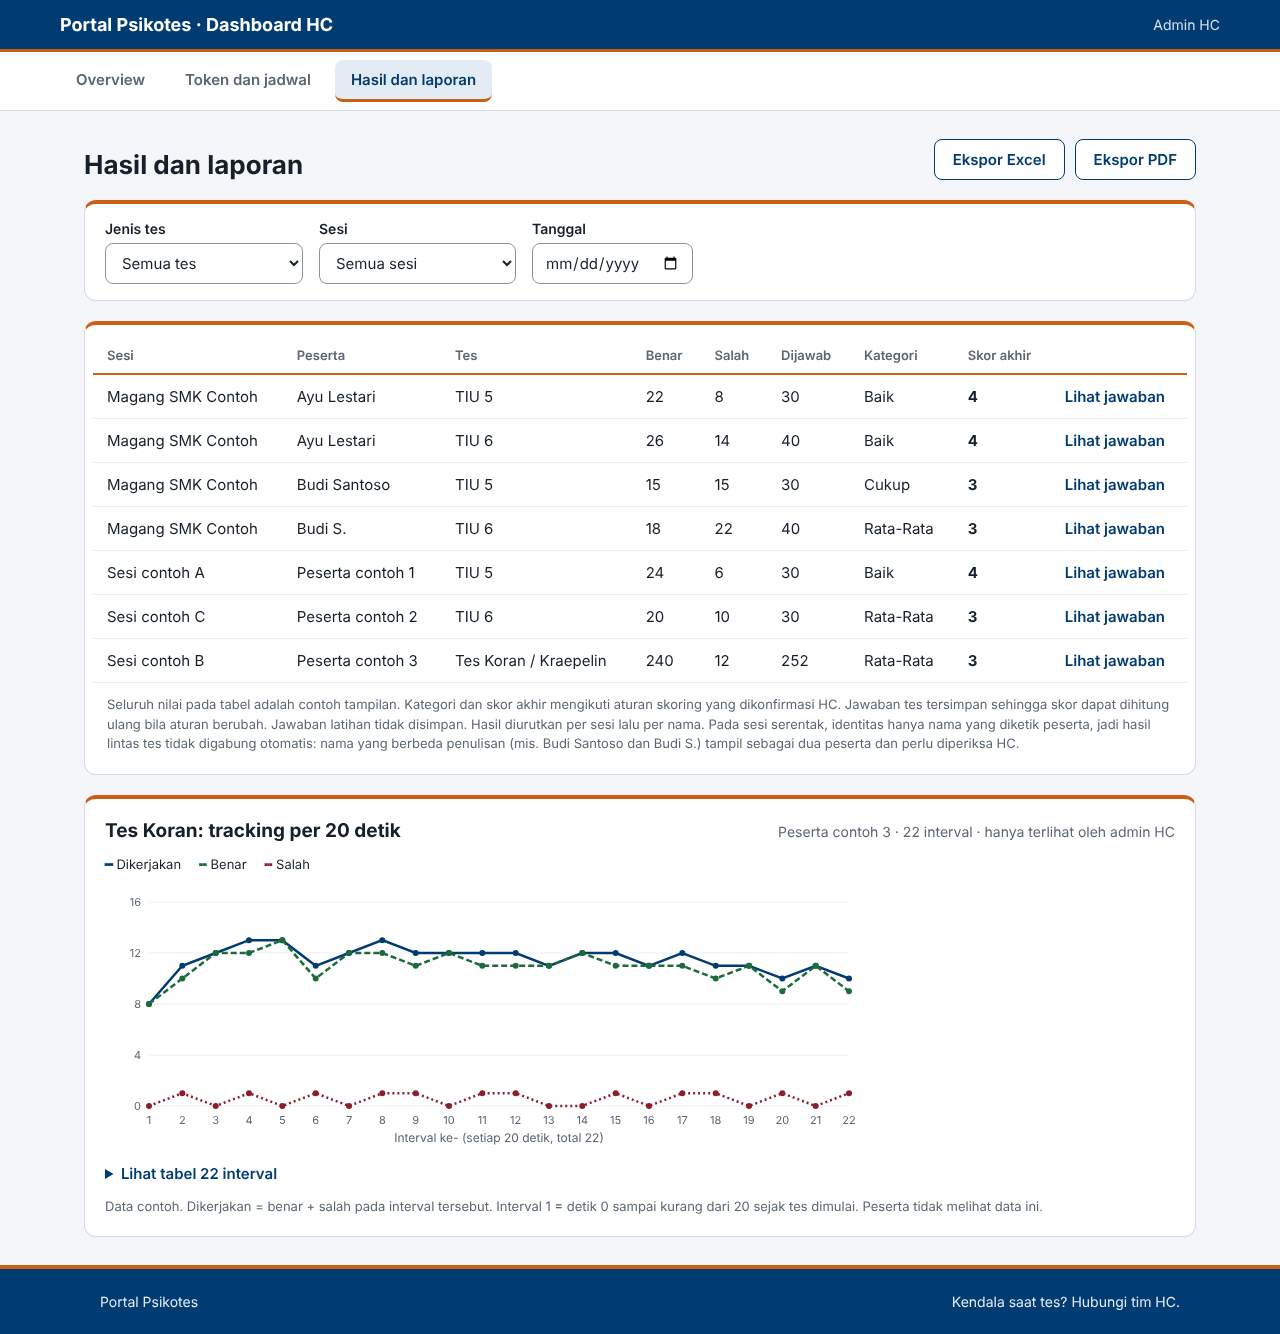 Portal Psikotes · Dashboard HC
Admin HC
Overview
Token dan jadwal
Hasil dan laporan
Hasil dan laporan
Ekspor Excel
Ekspor PDF
Jenis tes
Sesi
Tanggal
Semua tes
Semua sesi
mm/dd/yyyy
Sesi Peserta Tes Benar Salah Dijawab Kategori Skor akhir
Magang SMK Contoh Ayu Lestari TIU 5 22 8 30 Baik 4 Lihat jawaban
Magang SMK Contoh Ayu Lestari TIU 6 26 14 40 Baik 4 Lihat jawaban
Magang SMK Contoh Budi Santoso TIU 5 15 15 30 Cukup 3 Lihat jawaban
Magang SMK Contoh Budi S. TIU 6 18 22 40 Rata-Rata 3 Lihat jawaban
Sesi contoh A Peserta contoh 1 TIU 5 24 6 30 Baik 4 Lihat jawaban
Sesi contoh C Peserta contoh 2 TIU 6 20 10 30 Rata-Rata 3 Lihat jawaban
Sesi contoh B Peserta contoh 3 Tes Koran / Kraepelin 240 12 252 Rata-Rata 3 Lihat jawaban
Seluruh nilai pada tabel adalah contoh tampilan. Kategori dan skor akhir mengikuti aturan skoring yang dikonfirmasi HC. Jawaban tes tersimpan sehingga skor dapat dihitung
ulang bila aturan berubah. Jawaban latihan tidak disimpan. Hasil diurutkan per sesi lalu per nama. Pada sesi serentak, identitas hanya nama yang diketik peserta, jadi hasil
lintas tes tidak digabung otomatis: nama yang berbeda penulisan (mis. Budi Santoso dan Budi S.) tampil sebagai dua peserta dan perlu diperiksa HC.
Tes Koran: tracking per 20 detik
Peserta contoh 3 · 22 interval · hanya terlihat oleh admin HC
Dikerjakan Benar Salah
16
12
8
4
0
1 2 3 4 5 6 7 8 9 10 11 12 13 14 15 16 17 18 19 20 21 22
Interval ke- (setiap 20 detik, total 22)
Lihat tabel 22 interval
Data contoh. Dikerjakan = benar + salah pada interval tersebut. Interval 1 = detik 0 sampai kurang dari 20 sejak tes dimulai. Peserta tidak melihat data ini.
Portal Psikotes
Kendala saat tes? Hubungi tim HC.